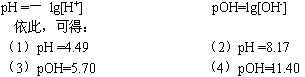 pH =— lg[H⁺] pOH=lg[OH⁻]
依此，可得：
（1）pH =4.49 （2）pH =8.17
（3）pOH=5.70 （4）pOH=11.40